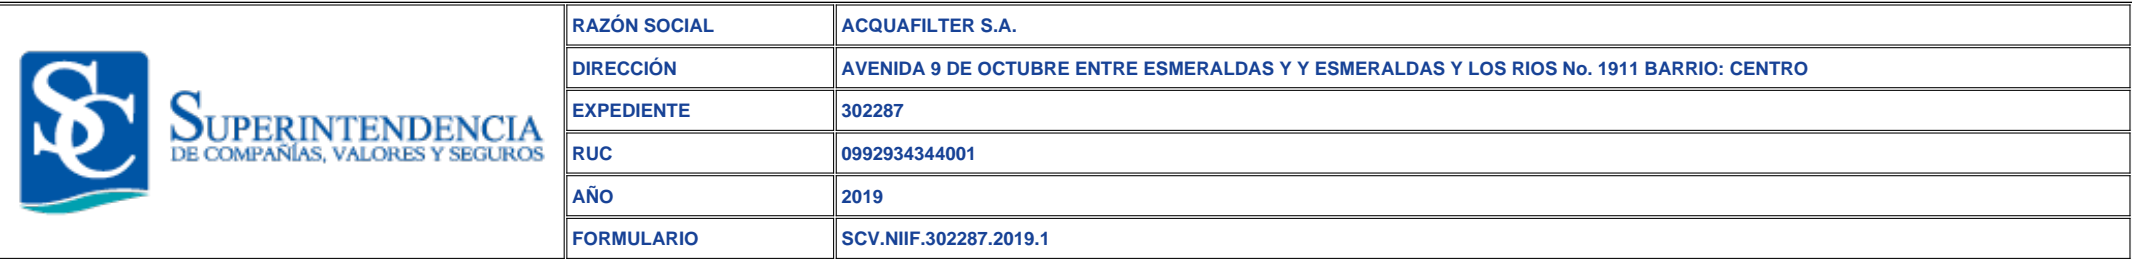 SC
SUPERINTENDENCIA
DE COMPAÑÍAS, VALORES Y SEGUROS
RAZÓN SOCIAL ACQUAFILTER S.A.
DIRECCIÓN AVENIDA 9 DE OCTUBRE ENTRE ESMERALDAS Y Y ESMERALDAS Y LOS RIOS No. 1911 BARRIO: CENTRO
EXPEDIENTE 302287
RUC 0992934344001
AÑO 2019
FORMULARIO SCV.NIIF.302287.2019.1